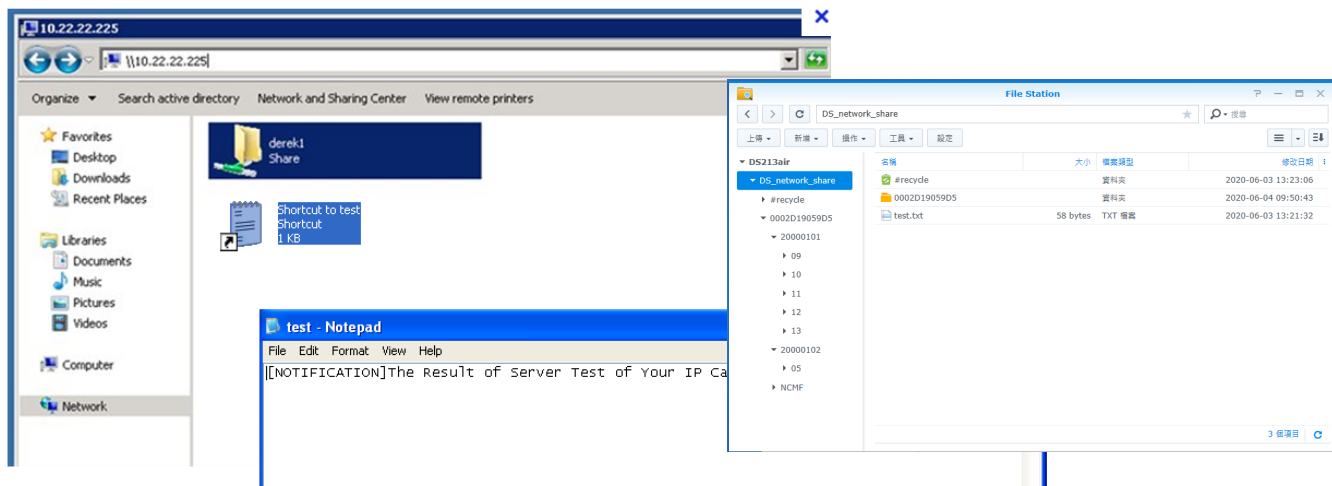 10.22.22.225
\\10.22.22.225
Organize Search active directory Network and Sharing Center View remote printers
Favorites
Desktop
Downloads
Recent Places
Libraries
Documents
Music
Pictures
Videos
Computer
Network
derek1
Share
Shortcut to test
Shortcut
1 KB
test - Notepad
File Edit Format View Help
[NOTIFICATION]The Result of Server Test of Your IP Ca
File Station
DS_network_share
搜尋
上傳 新增 操作 工具 設定
DS213air
DS_network_share
#recycle
0002D19059D5
20000101
09
10
11
12
13
20000102
05
NCMF
名稱 大小 檔案類型 修改日期
#recycle 資料夾 2020-06-03 13:23:06
0002D19059D5 資料夾 2020-06-04 09:50:43
test.txt 58 bytes TXT 檔案 2020-06-03 13:21:32
3 個項目